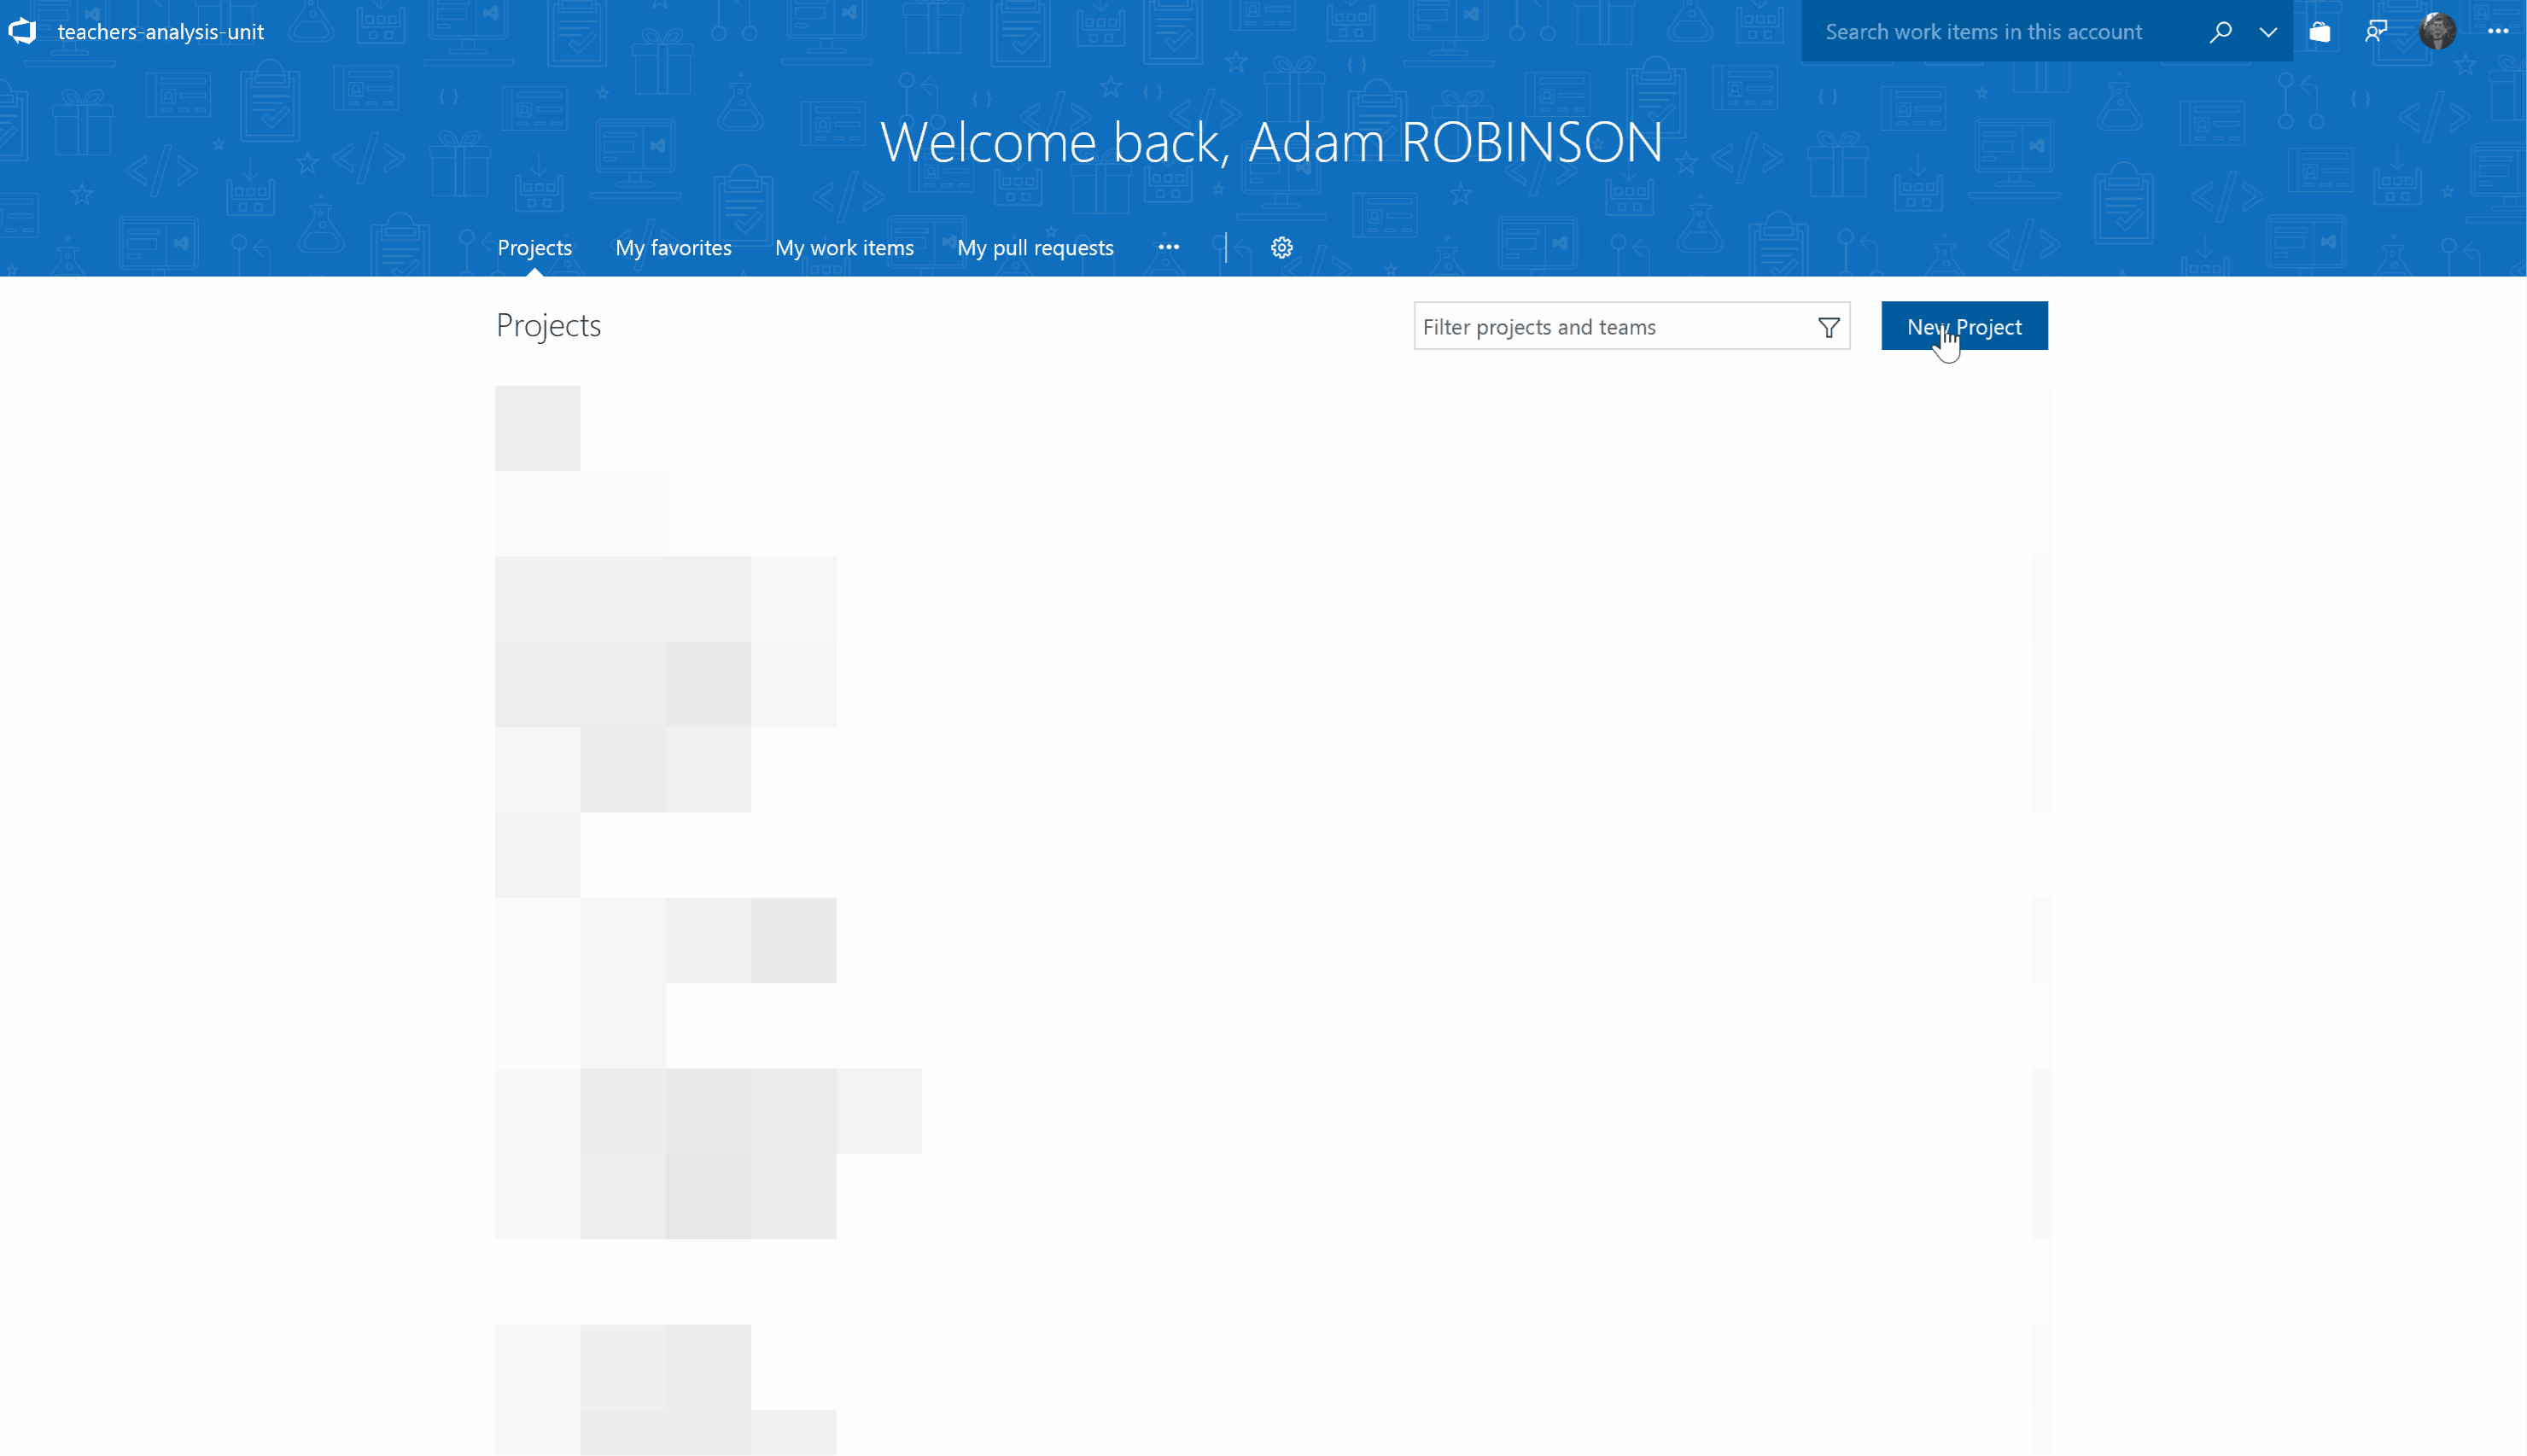 teachers-analysis-unit
Search work items in this account
Welcome back, Adam ROBINSON
Projects My favorites My work items My pull requests
Projects
Filter projects and teams
New Project